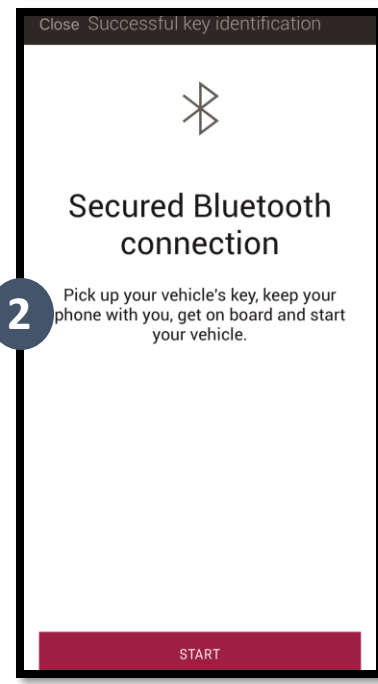 Close Successful key identification
Secured Bluetooth
connection
2
Pick up your vehicle's key, keep your
phone with you, get on board and start
your vehicle.
START